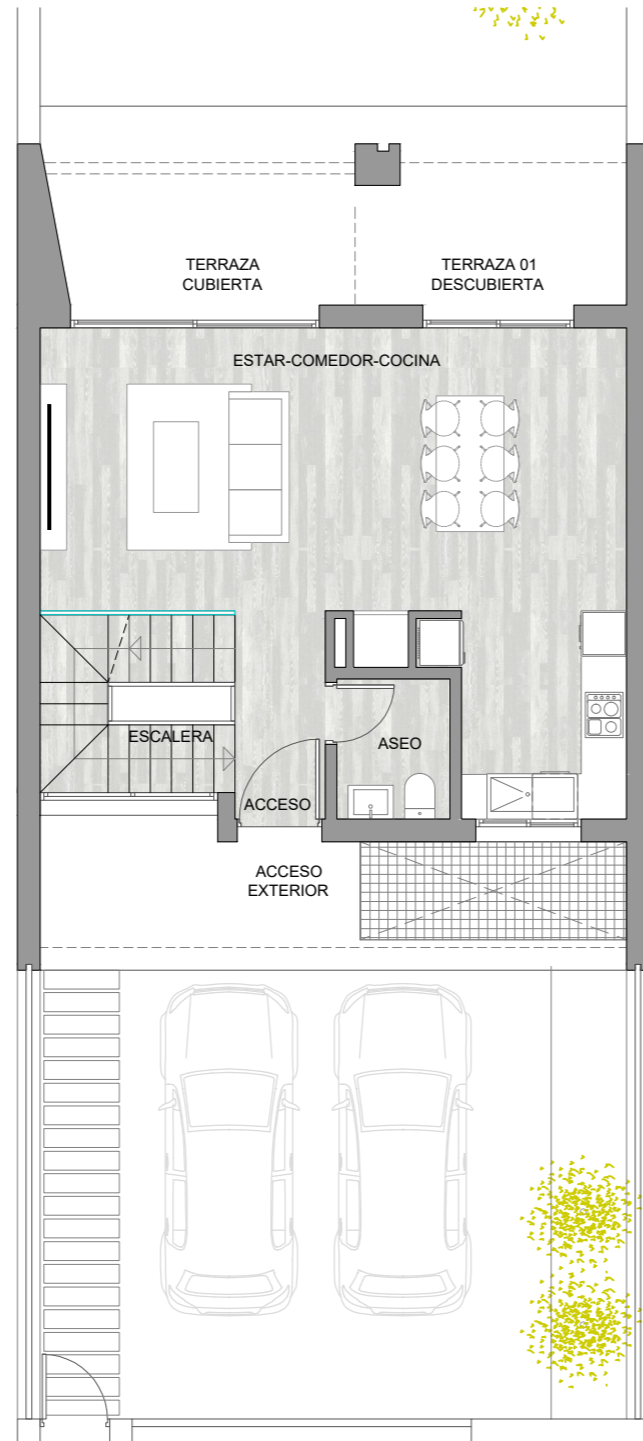 TERRAZA
CUBIERTA
TERRAZA 01
DESCUBIERTA
ESTAR-COMEDOR-COCINA
ESCALERA
ASEO
ACCESO
ACCESO
EXTERIOR